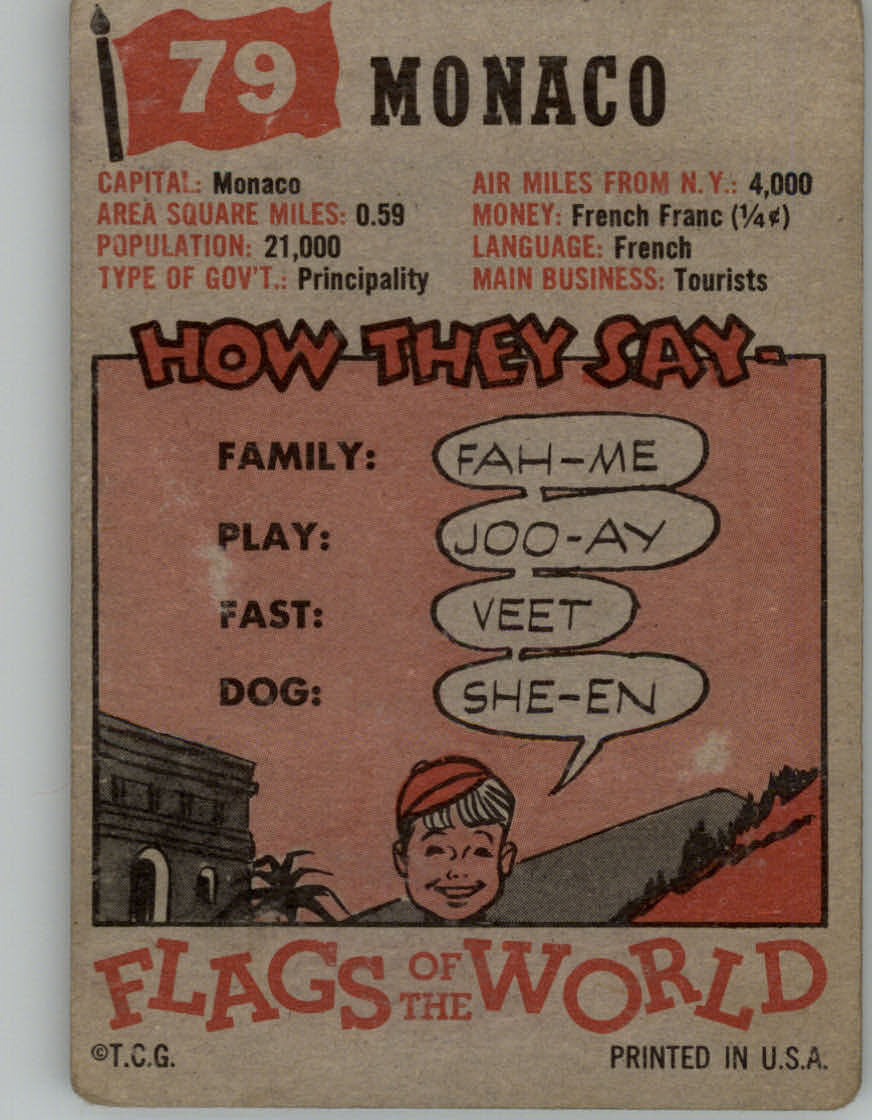 79 MONACO
CAPITAL: Monaco
AREA SQUARE MILES: 0.59
POPULATION: 21,000
TYPE OF GOV'T.: Principality
AIR MILES FROM N.Y.: 4,000
MONEY: French Franc (¼¢)
LANGUAGE: French
MAIN BUSINESS: Tourists
HOW THEY SAY-
FAMILY: FAH-ME
PLAY: JOO-AY
FAST: VEET
DOG: SHE-EN
FLAGS OF THE WORLD
©T.C.G. PRINTED IN U.S.A.